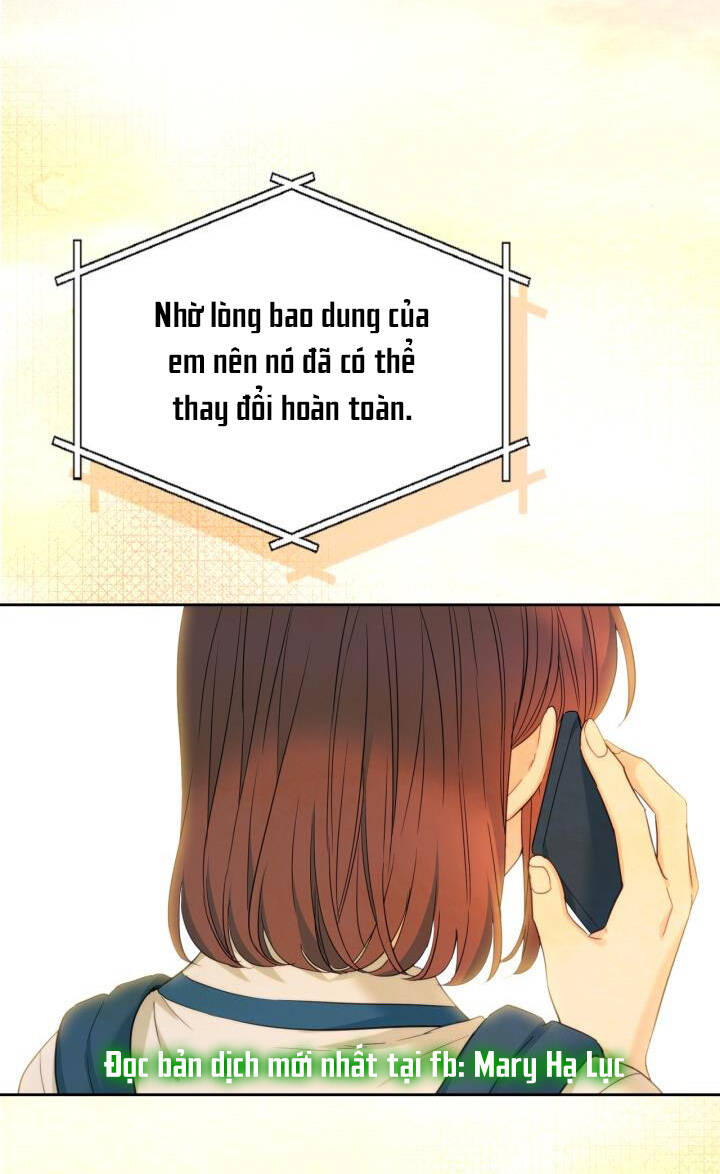 Nhờ lòng bao dung của
em nên nó đã có thể
thay đổi hoàn toàn.
Đọc bản dịch mới nhất tại fb: Mary Hạ Lục